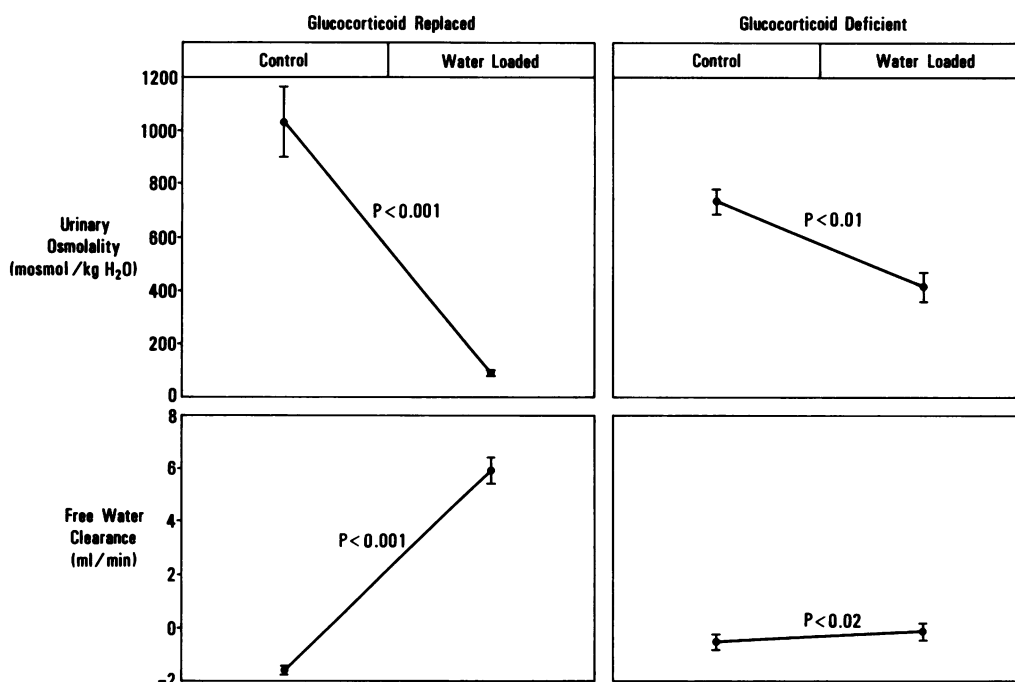 Glucocorticoid Replaced
Glucocorticoid Deficient
Control
Water Loaded
Control
Water Loaded
1200
1000
800
600
400
200
0
Urinary
Osmolality
(mosmol/kg H₂O)
P<0.001
P<0.01
8
6
4
2
0
-2
Free Water
Clearance
(ml/min)
P<0.001
P<0.02